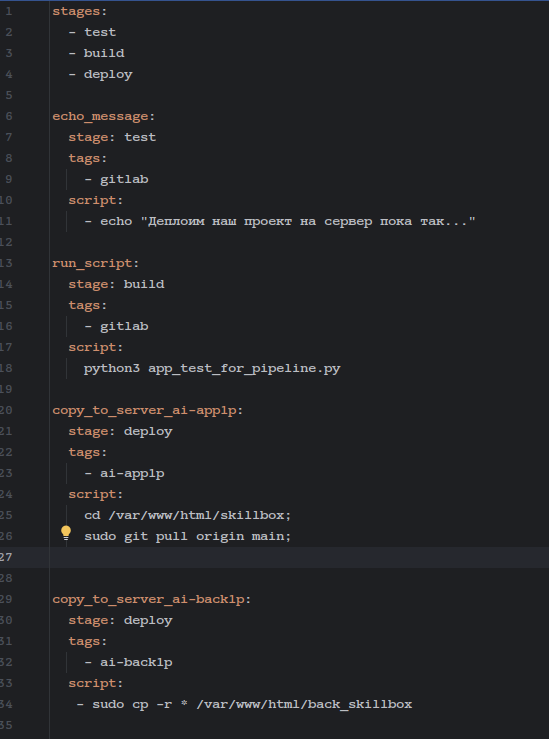 1 stages:
2 - test
3 - build
4 - deploy
5
6 echo_message:
7 stage: test
8 tags:
9 - gitlab
10 script:
11 - echo "Деплоим наш проект на сервер пока так..."
12
13 run_script:
14 stage: build
15 tags:
16 - gitlab
17 script:
18 python3 app_test_for_pipeline.py
19
20 copy_to_server_ai-app1p:
21 stage: deploy
22 tags:
23 - ai-app1p
24 script:
25 cd /var/www/html/skillbox;
26 sudo git pull origin main;
27
28
29 copy_to_server_ai-back1p:
30 stage: deploy
31 tags:
32 - ai-back1p
33 script:
34 - sudo cp -r * /var/www/html/back_skillbox
35